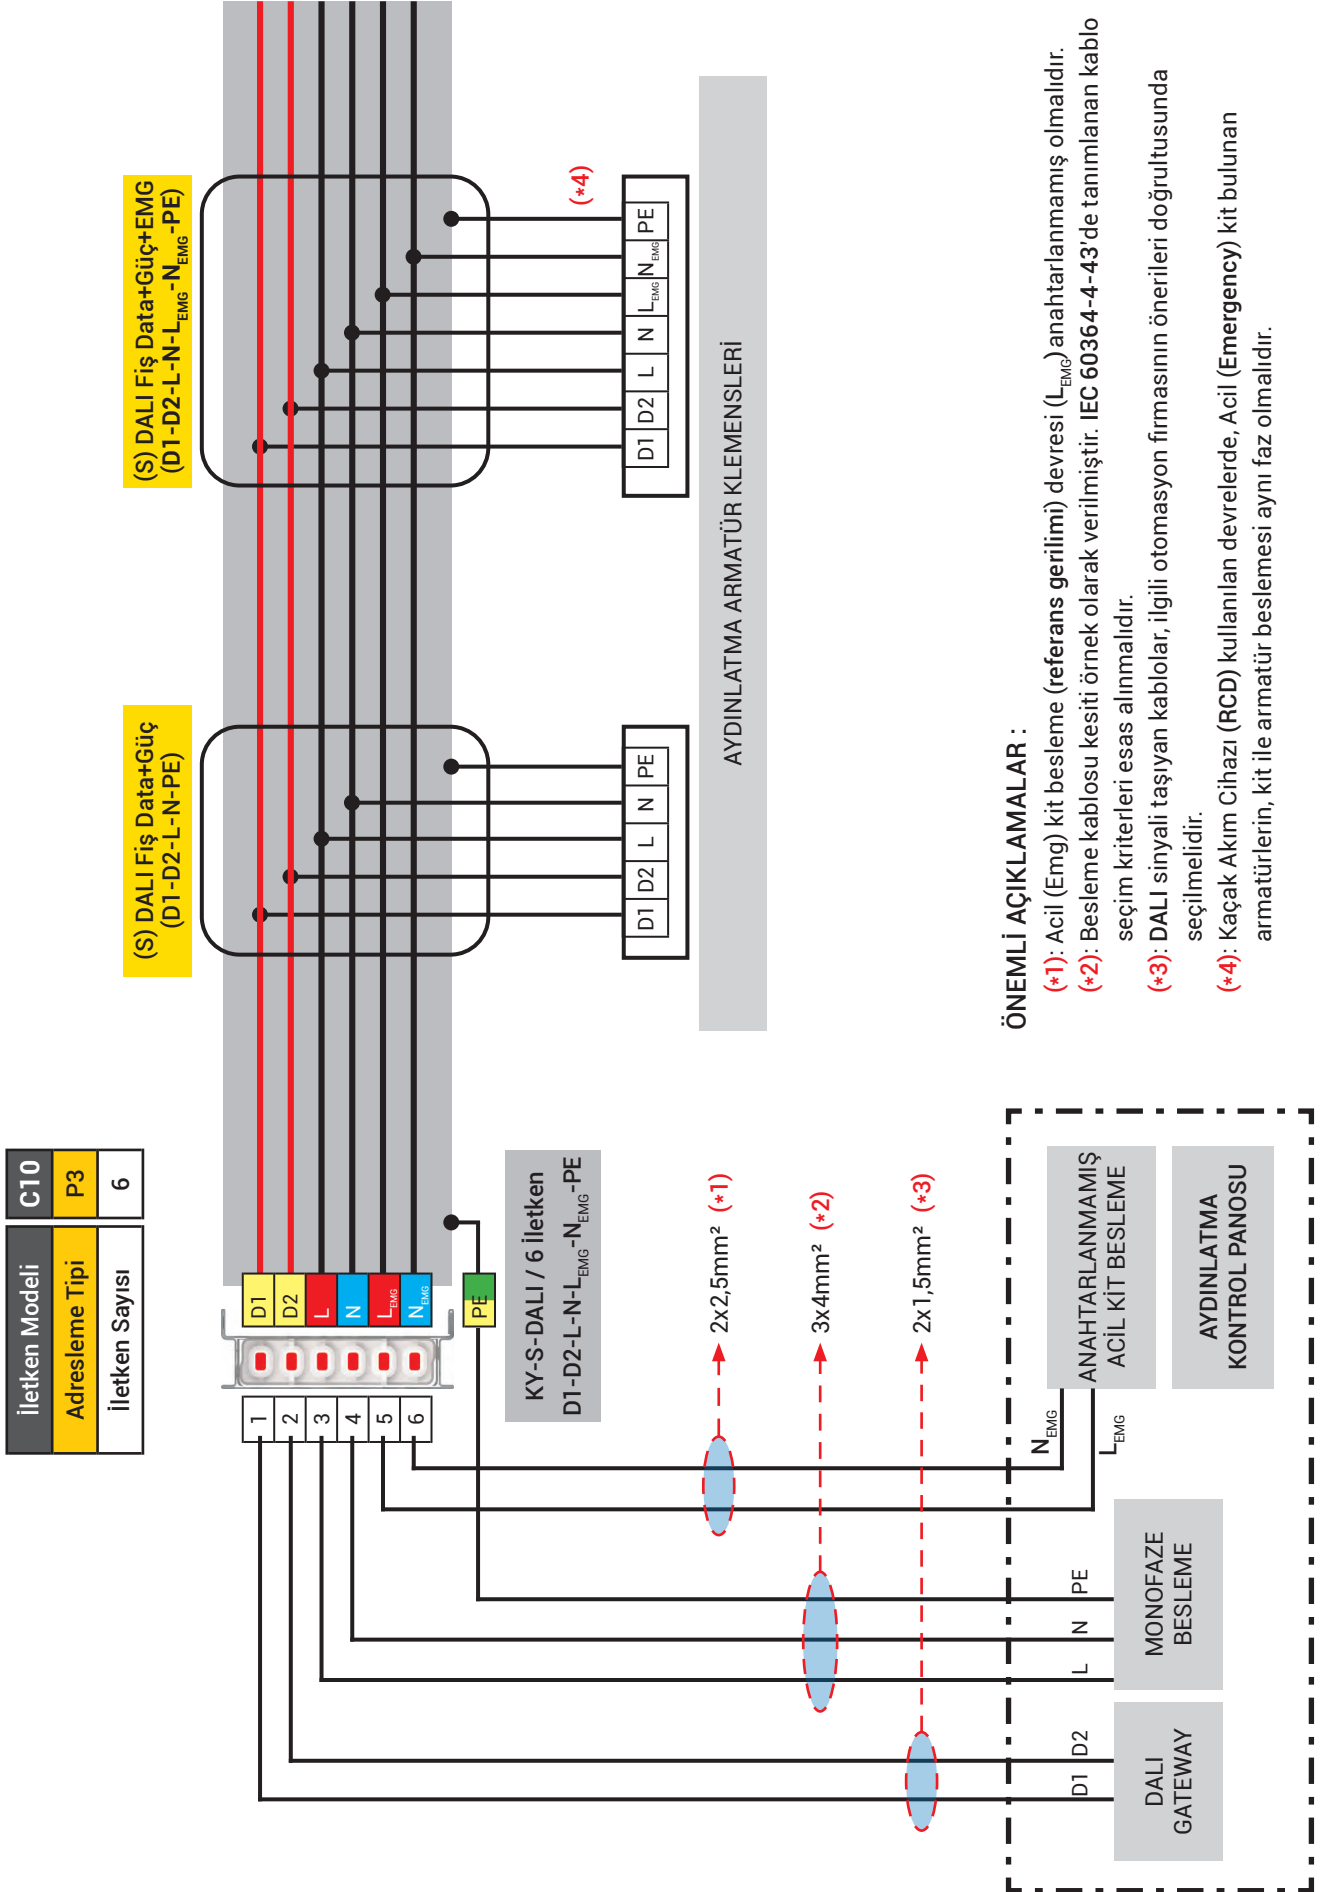 İletken Modeli C10
Adresleme Tipi P3
İletken Sayısı 6
(S) DALI Fiş Data+Güç
(D1-D2-L-N-PE)
(S) DALI Fiş Data+Güç+EMG
(D1-D2-L-N-LEMG-NEMG-PE)
1 D1
2 D2
3 L
4 N
5 LEMG
6 NEMG
PE
KY-S-DALI / 6 İletken
D1-D2-L-N-LEMG-NEMG-PE
D1 D2 L N PE
(*4)
D1 D2 L N LEMG NEMG PE
AYDINLATMA ARMATÜR KLEMENSLERİ
2x2,5mm² (*1)
3x4mm² (*2)
2x1,5mm² (*3)
NEMG
LEMG
D1 D2 L N PE
DALI
GATEWAY
MONOFAZE
BESLEME
ANAHTARLANMAMIŞ
ACİL KİT BESLEME
AYDINLATMA
KONTROL PANOSU
ÖNEMLİ AÇIKLAMALAR :
(*1): Acil (Emg) kit besleme (referans gerilimi) devresi (LEMG) anahtarlanmamış olmalıdır.
(*2): Besleme kablosu kesiti örnek olarak verilmiştir. IEC 60364-4-43'de tanımlanan kablo
seçim kriterleri esas alınmalıdır.
(*3): DALI sinyali taşıyan kablolar, ilgili otomasyon firmasının önerileri doğrultusunda
seçilmelidir.
(*4): Kaçak Akım Cihazı (RCD) kullanılan devrelerde, Acil (Emergency) kit bulunan
armatürlerin, kit ile armatür beslemesi aynı faz olmalıdır.